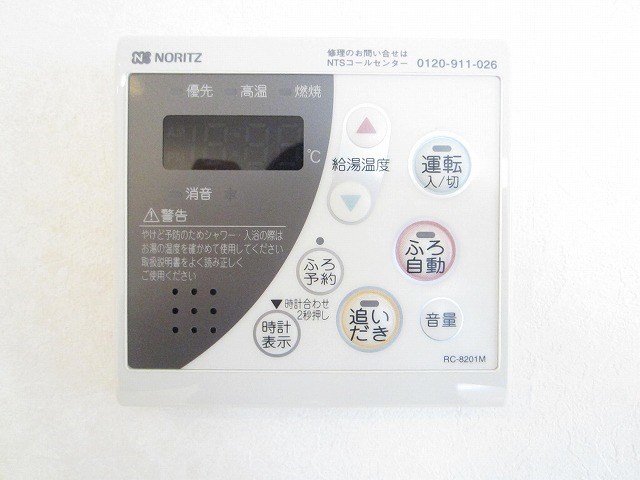 NORITZ
修理のお問い合せは
NTSコールセンター 0120-911-026
優先 高温 燃焼
℃
給湯温度
運転
入/切
消音
警告
やけど予防のためシャワー・入浴の際は
お湯の温度を確かめて使用してください
取扱説明書をよく読み正しく
ご使用ください
ふろ
自動
ふろ
予約
▼時計合わせ
2秒押し
時計
表示
追い
だき
音量
RC-8201M